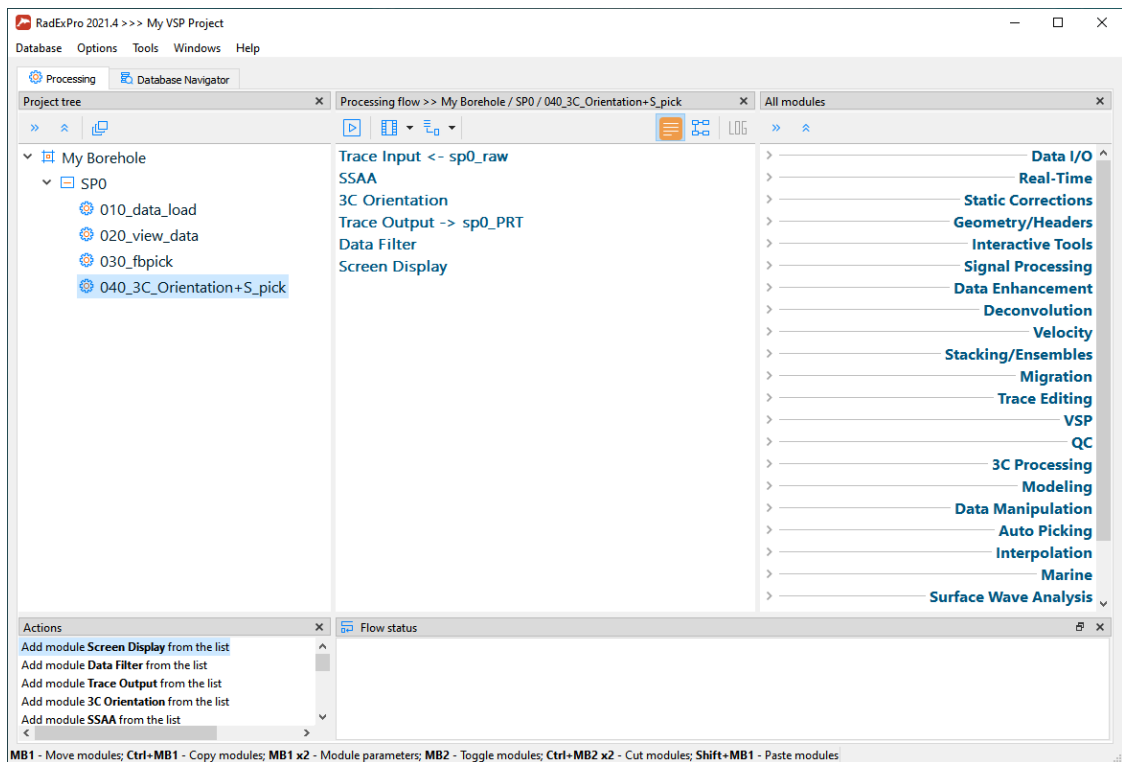 RadExPro 2021.4 >>> My VSP Project
Database Options Tools Windows Help
Processing Database Navigator
Project tree
My Borehole
SP0
010_data_load
020_view_data
030_fbpick
040_3C_Orientation+S_pick
Processing flow >> My Borehole / SP0 / 040_3C_Orientation+S_pick
LOG
Trace Input <- sp0_raw
SSAA
3C Orientation
Trace Output -> sp0_PRT
Data Filter
Screen Display
All modules
Data I/O
Real-Time
Static Corrections
Geometry/Headers
Interactive Tools
Signal Processing
Data Enhancement
Deconvolution
Velocity
Stacking/Ensembles
Migration
Trace Editing
VSP
QC
3C Processing
Modeling
Data Manipulation
Auto Picking
Interpolation
Marine
Surface Wave Analysis
Actions
Add module Screen Display from the list
Add module Data Filter from the list
Add module Trace Output from the list
Add module 3C Orientation from the list
Add module SSAA from the list
Flow status
MB1 - Move modules; Ctrl+MB1 - Copy modules; MB1 x2 - Module parameters; MB2 - Toggle modules; Ctrl+MB2 x2 - Cut modules; Shift+MB1 - Paste modules